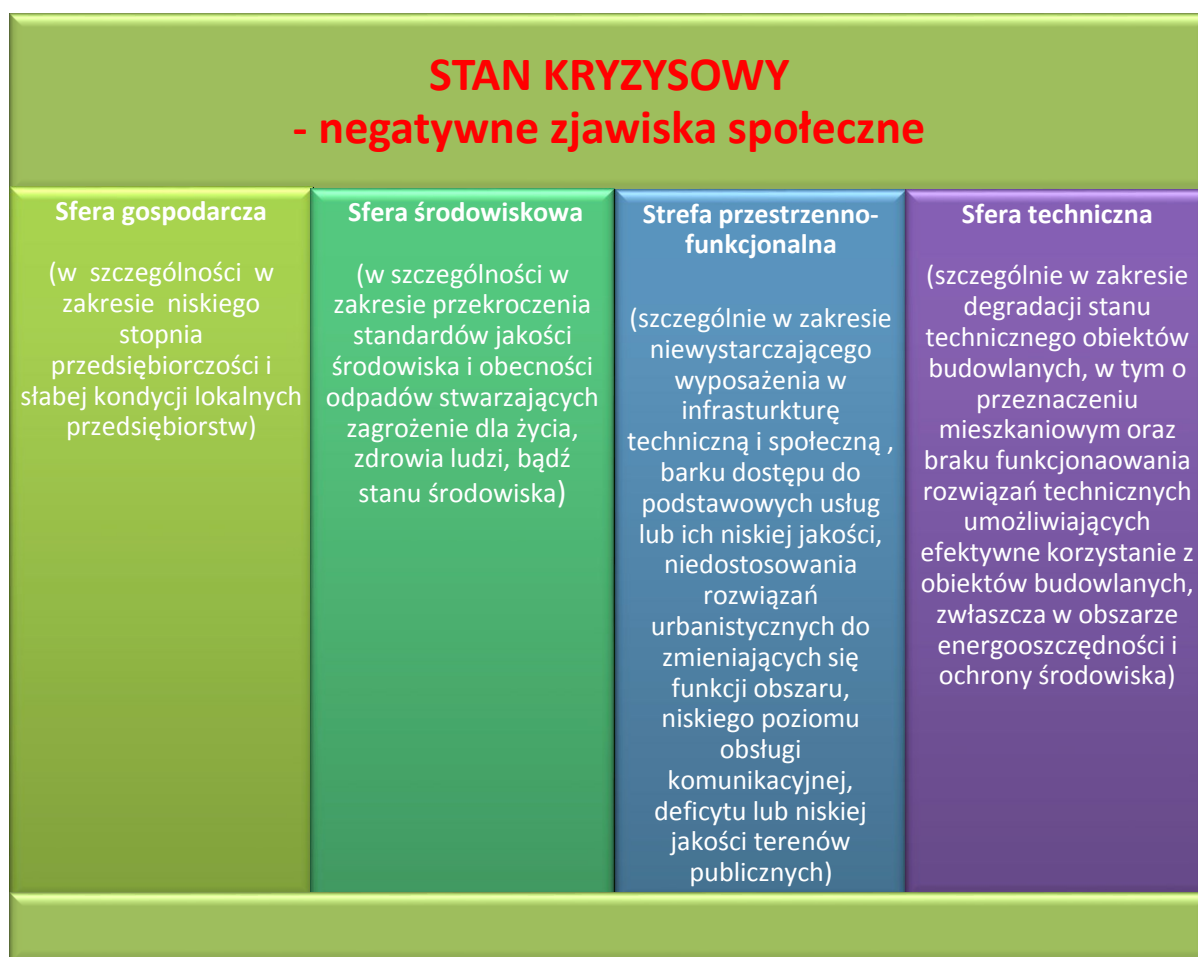 STAN KRYZYSOWY
- negatywne zjawiska społeczne
Sfera gospodarcza
(w szczególności w
zakresie niskiego
stopnia
przedsiębiorczości i
słabej kondycji lokalnych
przedsiębiorstw)
Sfera środowiskowa
(w szczególności w
zakresie przekroczenia
standardów jakości
środowiska i obecności
odpadów stwarzających
zagrożenie dla życia,
zdrowia ludzi, bądź
stanu środowiska)
Strefa przestrzenno-
funkcjonalna
(szczególnie w zakresie
niewystarczającego
wyposażenia w
infrasturkturę
techniczną i społeczną ,
barku dostępu do
podstawowych usług
lub ich niskiej jakości,
niedostosowania
rozwiązań
urbanistycznych do
zmieniających się
funkcji obszaru,
niskiego poziomu
obsługi
komunikacyjnej,
deficytu lub niskiej
jakości terenów
publicznych)
Sfera techniczna
(szczególnie w zakresie
degradacji stanu
technicznego obiektów
budowlanych, w tym o
przeznaczeniu
mieszkaniowym oraz
braku funkcjonaowania
rozwiązań technicznych
umożliwiających
efektywne korzystanie z
obiektów budowlanych,
zwłaszcza w obszarze
energooszczędności i
ochrony środowiska)